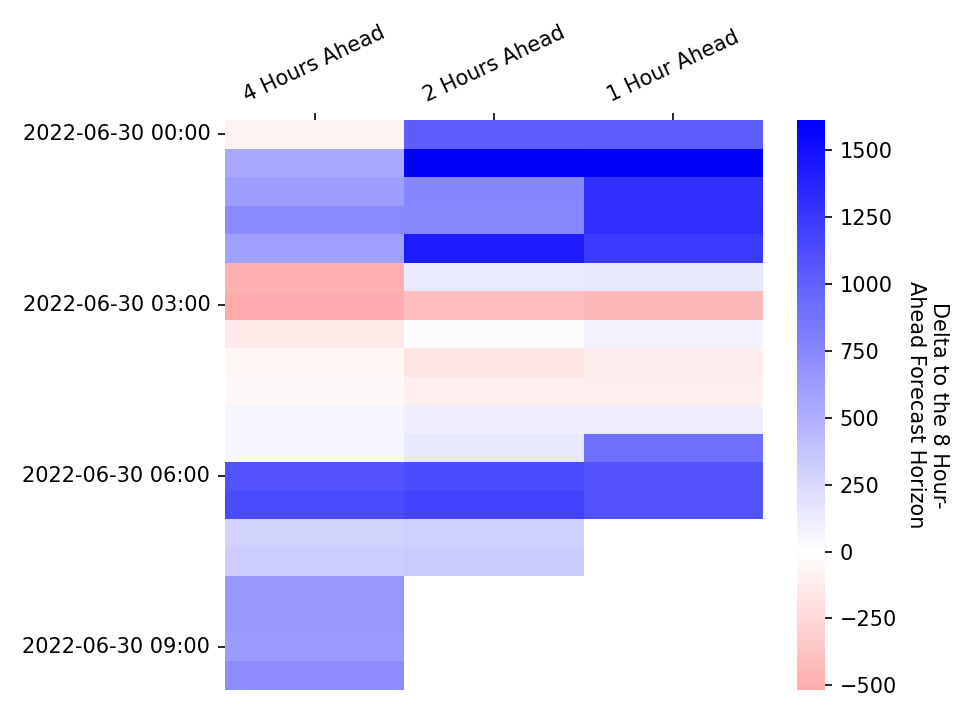 4 Hours Ahead
2 Hours Ahead
1 Hour Ahead
2022-06-30 00:00
2022-06-30 03:00
2022-06-30 06:00
2022-06-30 09:00
1500
1250
1000
750
500
250
0
−250
−500
Delta to the 8 Hour-
Ahead Forecast Horizon